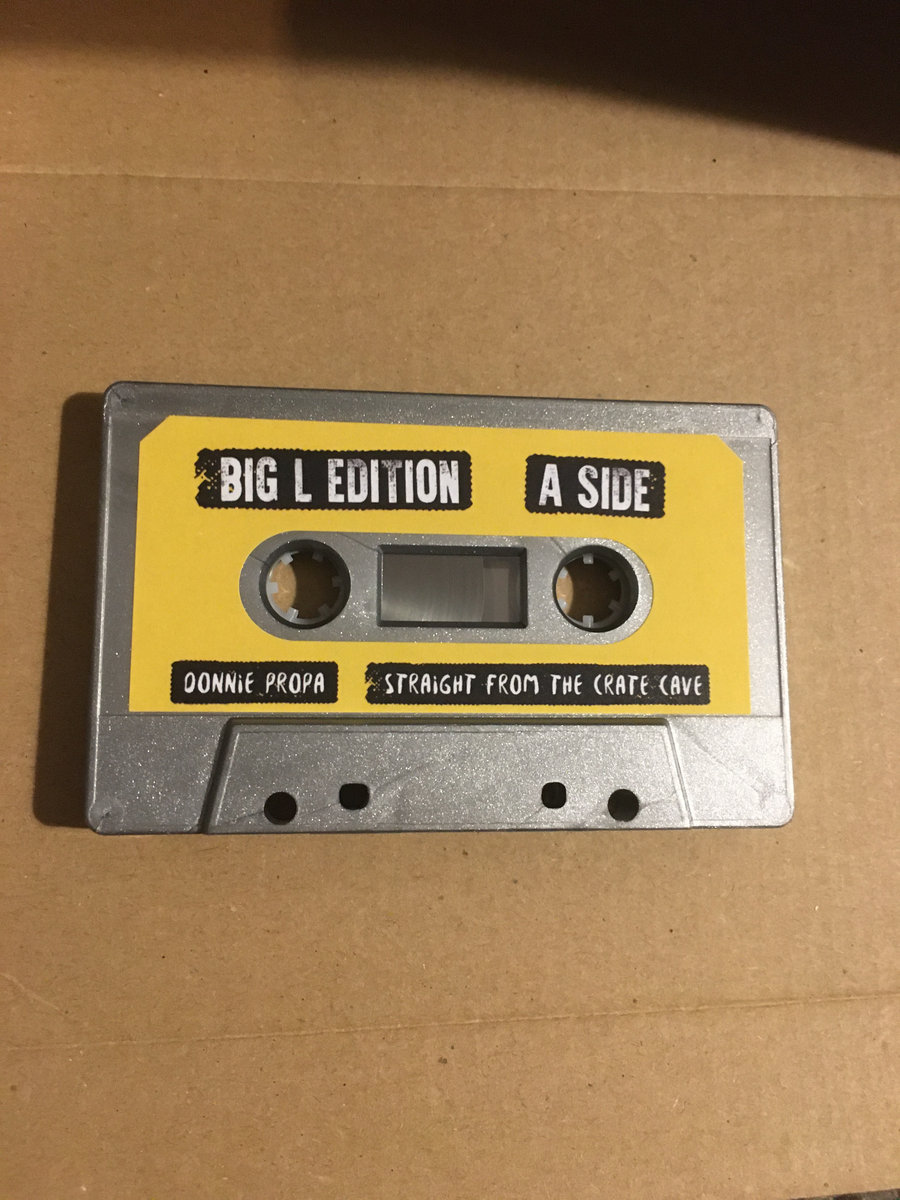 BIG L EDITION A SIDE
DONNiE PROPA STRAiGHT FROM THE CRATE CAVE